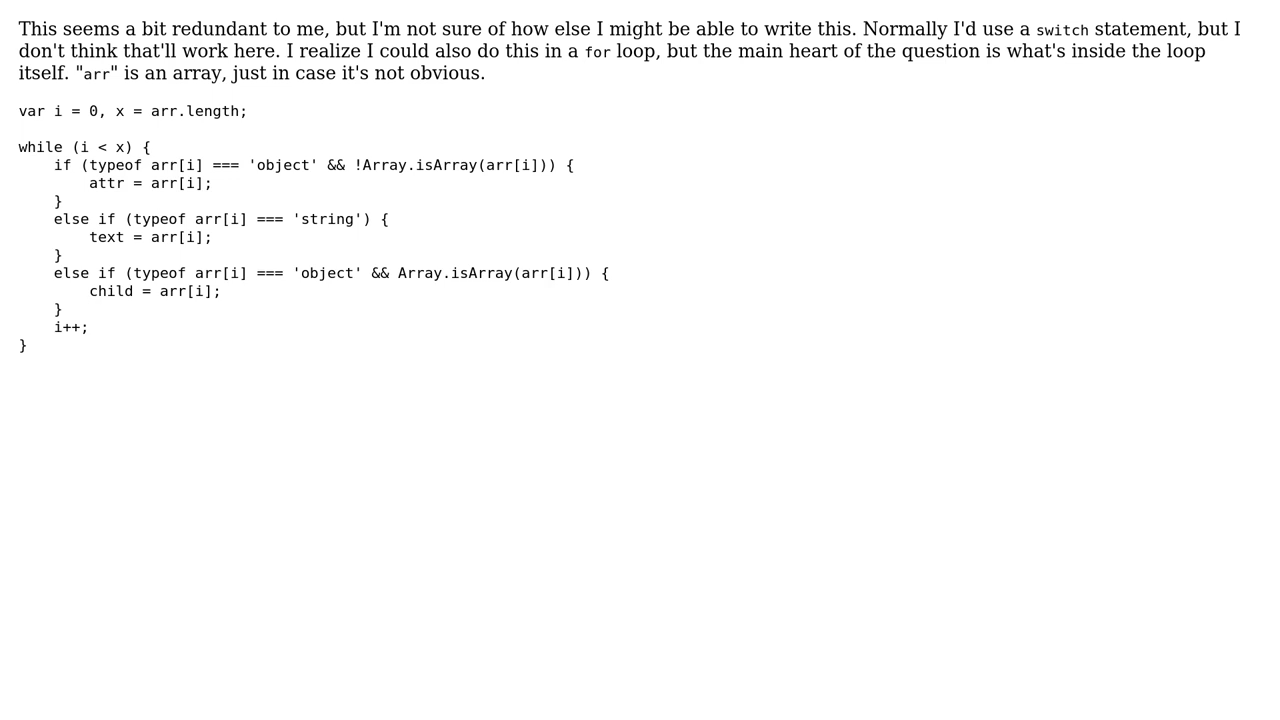 This seems a bit redundant to me, but I'm not sure of how else I might be able to write this. Normally I'd use a switch statement, but I
don't think that'll work here. I realize I could also do this in a for loop, but the main heart of the question is what's inside the loop
itself. "arr" is an array, just in case it's not obvious.
var i = 0, x = arr.length;
while (i < x) {
    if (typeof arr[i] === 'object' && !Array.isArray(arr[i])) {
        attr = arr[i];
    }
    else if (typeof arr[i] === 'string') {
        text = arr[i];
    }
    else if (typeof arr[i] === 'object' && Array.isArray(arr[i])) {
        child = arr[i];
    }
    i++;
}